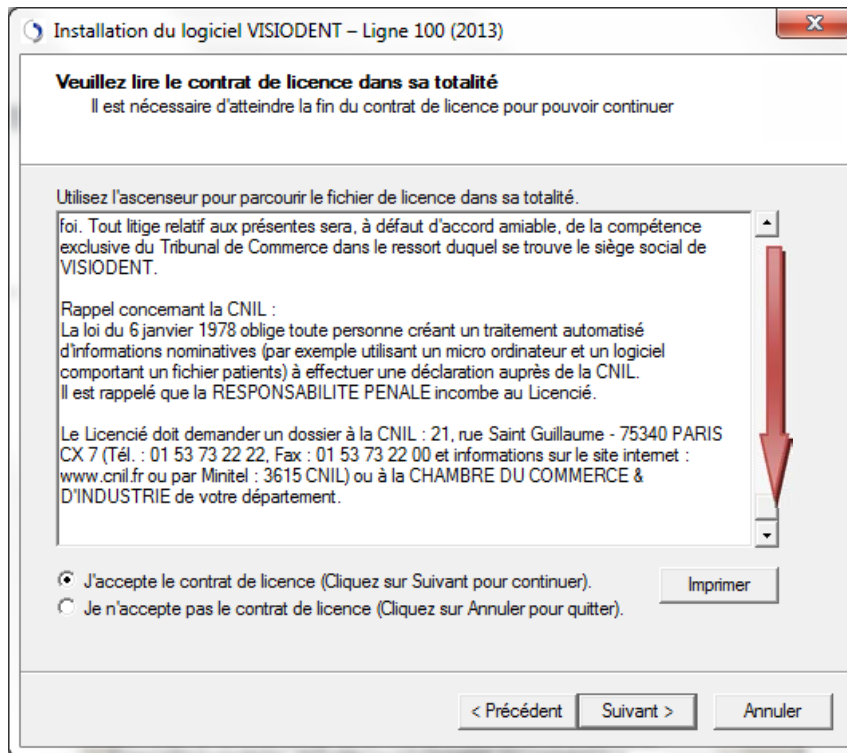 Installation du logiciel VISIODENT – Ligne 100 (2013)
Veuillez lire le contrat de licence dans sa totalité
Il est nécessaire d'atteindre la fin du contrat de licence pour pouvoir continuer
Utilisez l'ascenseur pour parcourir le fichier de licence dans sa totalité.
foi. Tout litige relatif aux présentes sera, à défaut d'accord amiable, de la compétence
exclusive du Tribunal de Commerce dans le ressort duquel se trouve le siège social de
VISIODENT.
Rappel concernant la CNIL :
La loi du 6 janvier 1978 oblige toute personne créant un traitement automatisé
d'informations nominatives (par exemple utilisant un micro ordinateur et un logiciel
comportant un fichier patients) à effectuer une déclaration auprès de la CNIL.
Il est rappelé que la RESPONSABILITE PENALE incombe au Licencié.
Le Licencié doit demander un dossier à la CNIL : 21, rue Saint Guillaume - 75340 PARIS
CX 7 (Tél. : 01 53 73 22 22, Fax : 01 53 73 22 00 et informations sur le site internet :
www.cnil.fr ou par Minitel : 3615 CNIL) ou à la CHAMBRE DU COMMERCE &
D'INDUSTRIE de votre département.
J'accepte le contrat de licence (Cliquez sur Suivant pour continuer).
Imprimer
Je n'accepte pas le contrat de licence (Cliquez sur Annuler pour quitter).
< Précédent
Suivant >
Annuler